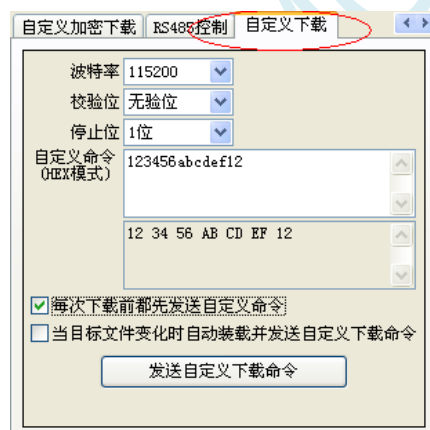 自定义加密下载 RS485控制 自定义下载
波特率 115200
校验位 无验位
停止位 1位
自定义命令
(HEX模式)
123456abcdef12
12 34 56 AB CD EF 12
每次下载前都先发送自定义命令
当目标文件变化时自动装载并发送自定义下载命令
发送自定义下载命令